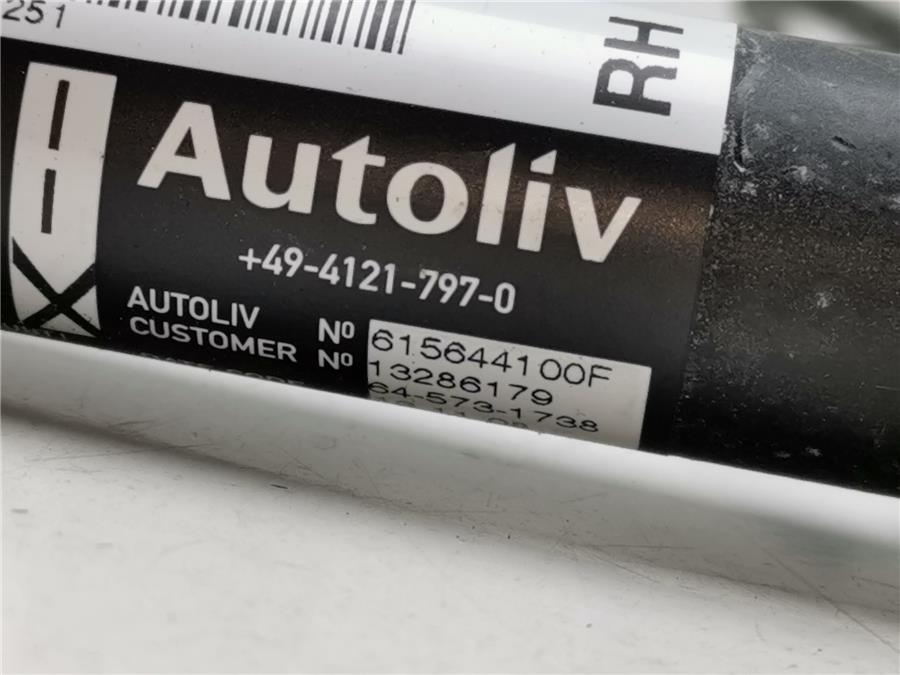 251
RH
Autoliv
+49-4121-797-0
AUTOLIV Nº 615644100F
CUSTOMER Nº 13286179
64-573-1738